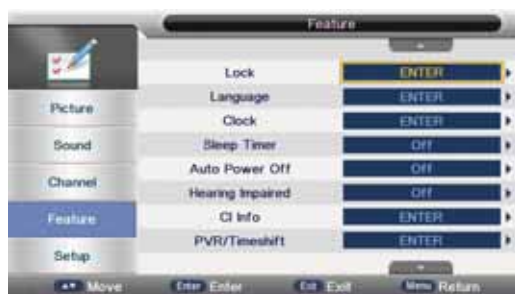 Feature
Lock ENTER
Language ENTER
Picture
Clock ENTER
Sound
Sleep Timer Off
Auto Power Off Off
Channel
Hearing Impaired Off
Feature
CI Info ENTER
PVR/Timeshift ENTER
Setup
Move Enter Enter Exit Exit Menu Return